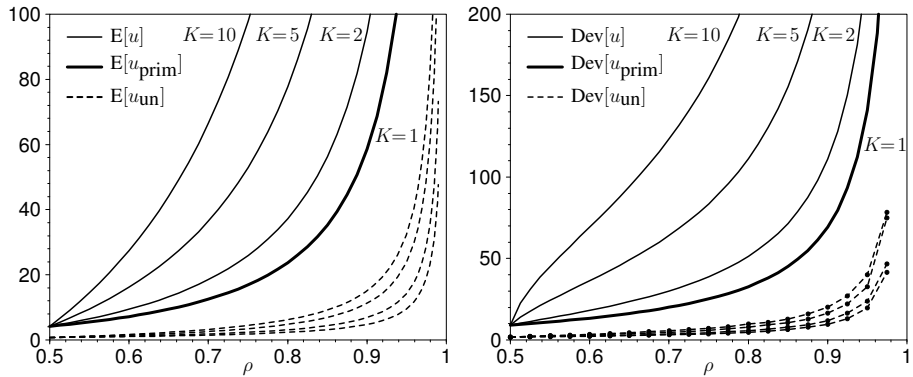 100
80
60
40
20
0
E[u]
E[u_prim]
E[u_un]
K=10
K=5
K=2
K=1
0.5
0.6
0.7
0.8
0.9
1
ρ
200
150
100
50
0
Dev[u]
Dev[u_prim]
Dev[u_un]
K=10
K=5
K=2
K=1
0.5
0.6
0.7
0.8
0.9
1
ρ